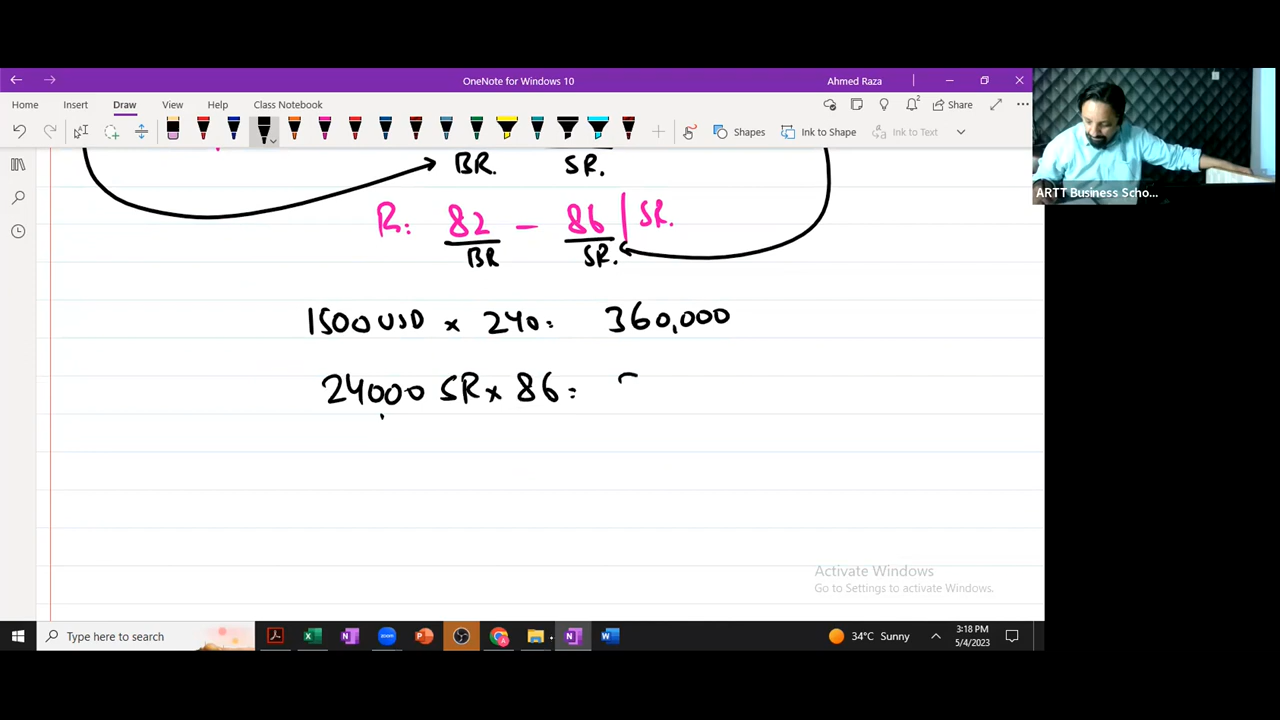 OneNote for Windows 10
Ahmed Raza
Home Insert Draw View Help Class Notebook
Share
Shapes Ink to Shape Ink to Text
BR. SR.
R: 82 - 86 | SR.
BR SR.
1500 USD x 240 = 360,000
24000 SR x 86 =
ARTT Business Scho...
Activate Windows
Go to Settings to activate Windows.
Type here to search
34°C Sunny
3:18 PM
5/4/2023